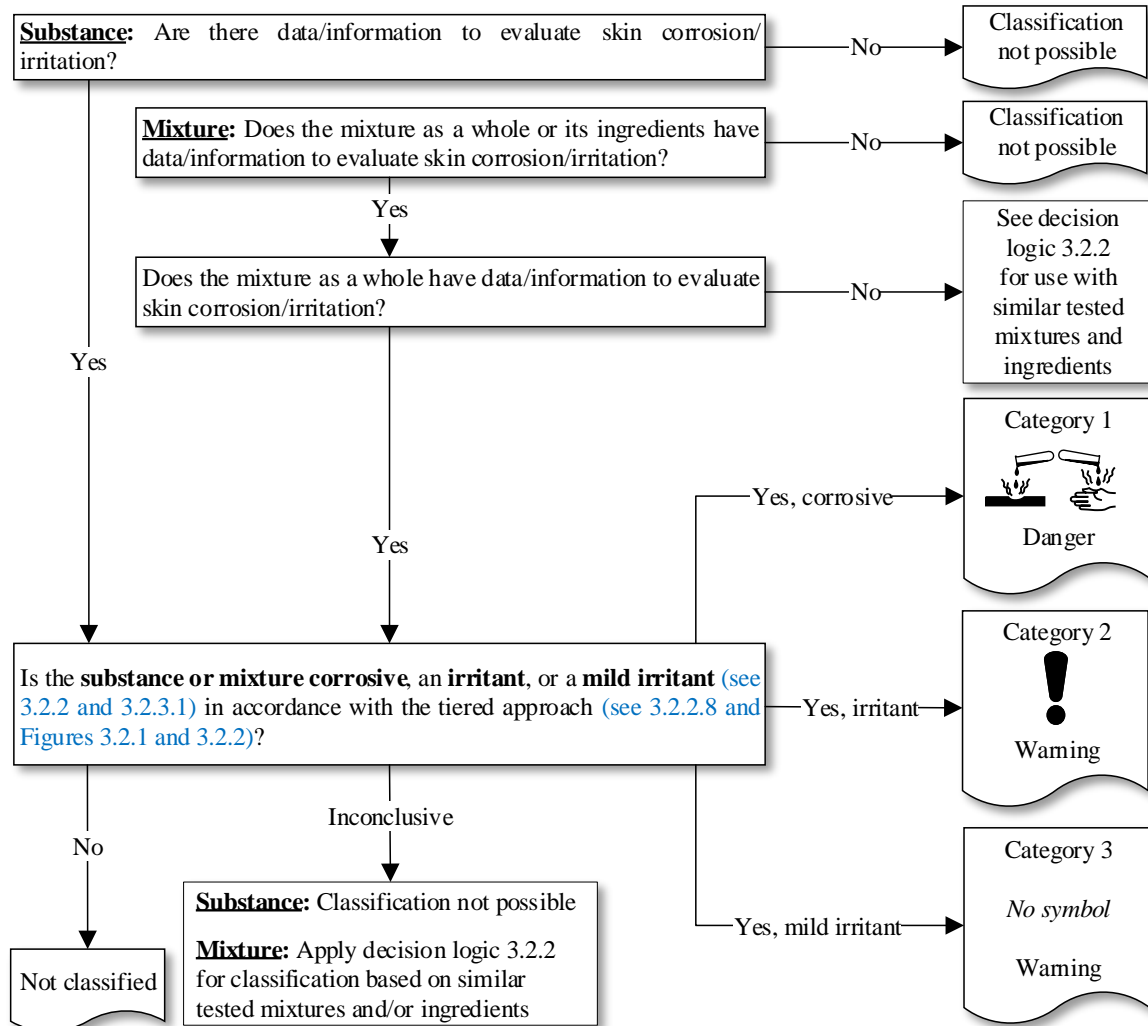 Substance: Are there data/information to evaluate skin corrosion/
irritation?
No
Classification
not possible
Mixture: Does the mixture as a whole or its ingredients have
data/information to evaluate skin corrosion/irritation?
No
Classification
not possible
Yes
Does the mixture as a whole have data/information to evaluate
skin corrosion/irritation?
No
See decision
logic 3.2.2
for use with
similar tested
mixtures and
ingredients
Yes
Yes
Yes, corrosive
Category 1
Danger
Is the substance or mixture corrosive, an irritant, or a mild irritant (see
3.2.2 and 3.2.3.1) in accordance with the tiered approach (see 3.2.2.8 and
Figures 3.2.1 and 3.2.2)?
Yes, irritant
Category 2
Warning
No
Inconclusive
Yes, mild irritant
Category 3
No symbol
Warning
Not classified
Substance: Classification not possible
Mixture: Apply decision logic 3.2.2
for classification based on similar
tested mixtures and/or ingredients